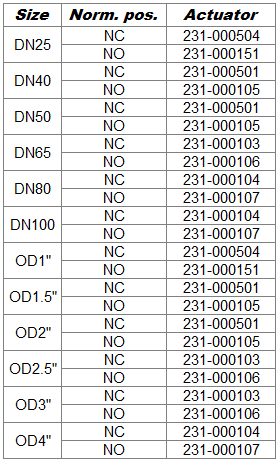 Size Norm. pos. Actuator
DN25 NC 231-000504
NO 231-000151
DN40 NC 231-000501
NO 231-000105
DN50 NC 231-000501
NO 231-000105
DN65 NC 231-000103
NO 231-000106
DN80 NC 231-000104
NO 231-000107
DN100 NC 231-000104
NO 231-000107
OD1" NC 231-000504
NO 231-000151
OD1.5" NC 231-000501
NO 231-000105
OD2" NC 231-000501
NO 231-000105
OD2.5" NC 231-000103
NO 231-000106
OD3" NC 231-000103
NO 231-000106
OD4" NC 231-000104
NO 231-000107